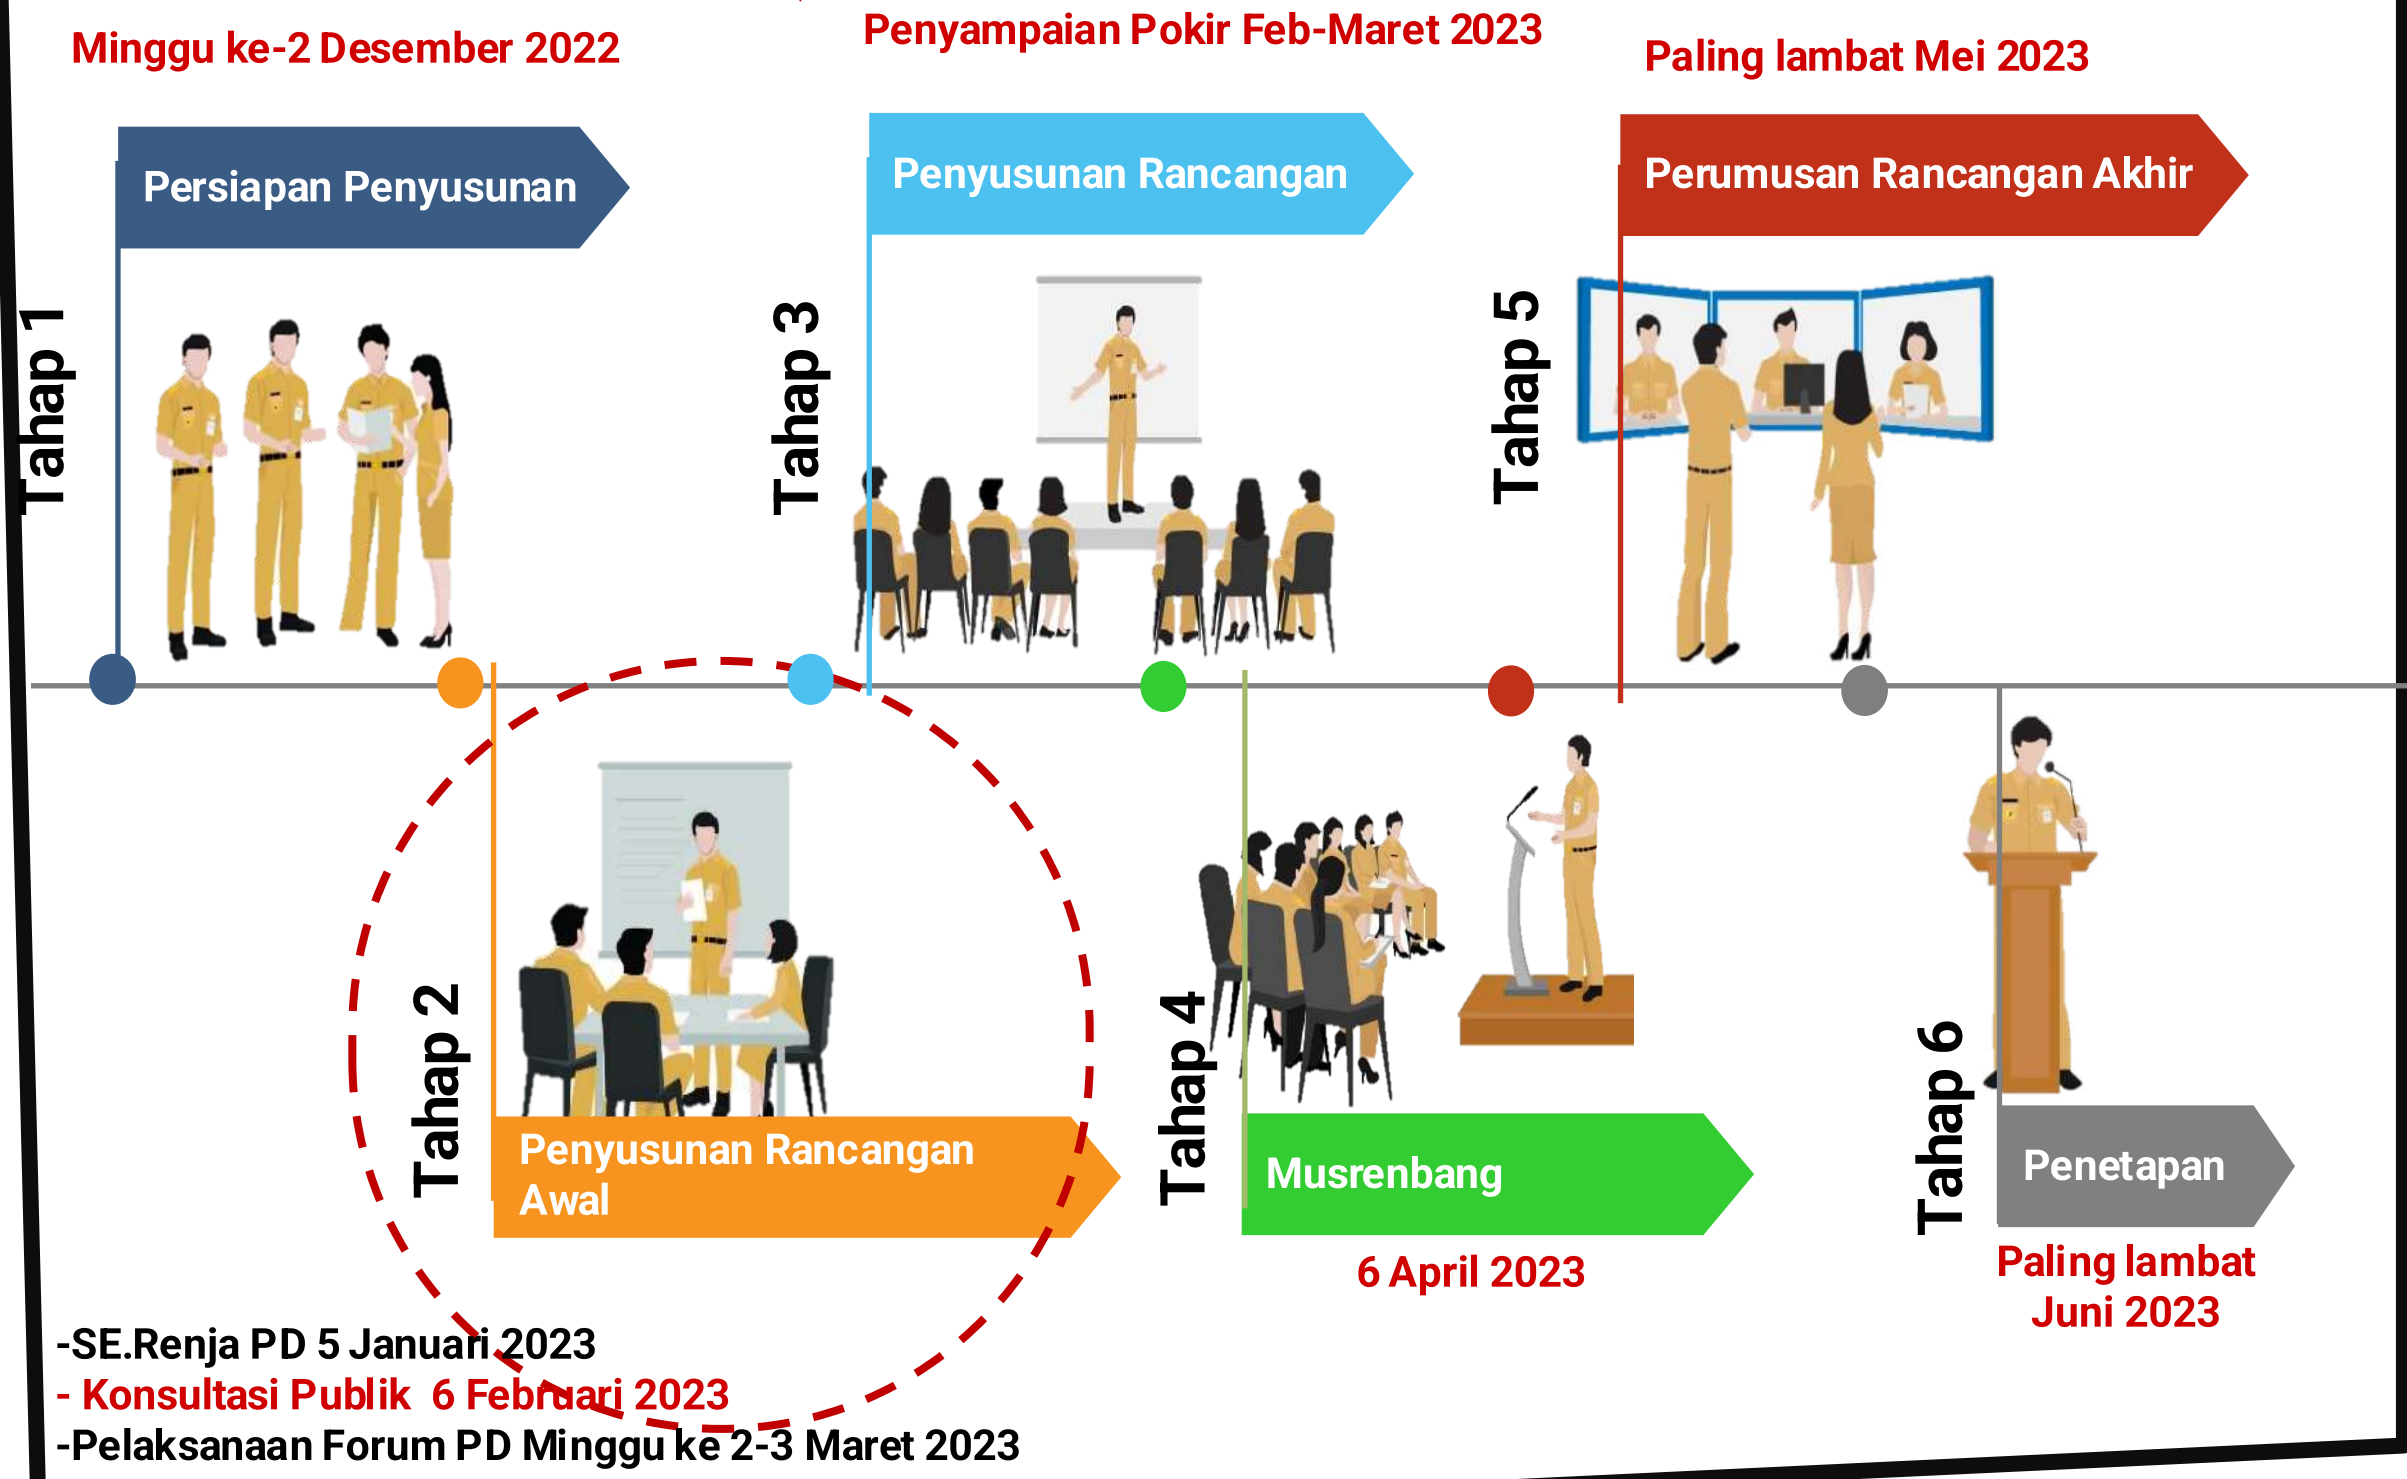 Minggu ke-2 Desember 2022
Persiapan Penyusunan
Tahap 1
Penyampaian Pokir Feb-Maret 2023
Penyusunan Rancangan
Tahap 3
Paling lambat Mei 2023
Perumusan Rancangan Akhir
Tahap 5
Tahap 2
Penyusunan Rancangan
Awal
-SE.Renja PD 5 Januari 2023
- Konsultasi Publik 6 Februari 2023
-Pelaksanaan Forum PD Minggu ke 2-3 Maret 2023
Tahap 4
Musrenbang
6 April 2023
Tahap 6
Penetapan
Paling lambat
Juni 2023